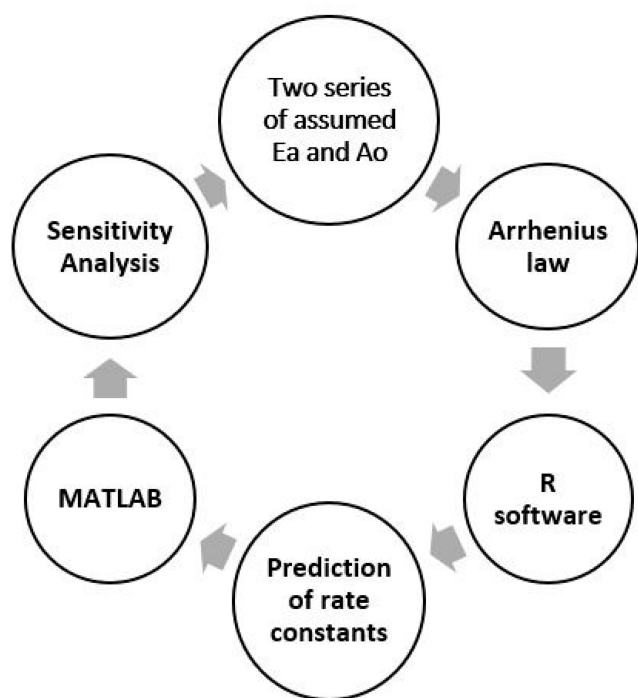 Two series
of assumed
Ea and Ao
Arrhenius
law
R
software
Prediction
of rate
constants
MATLAB
Sensitivity
Analysis